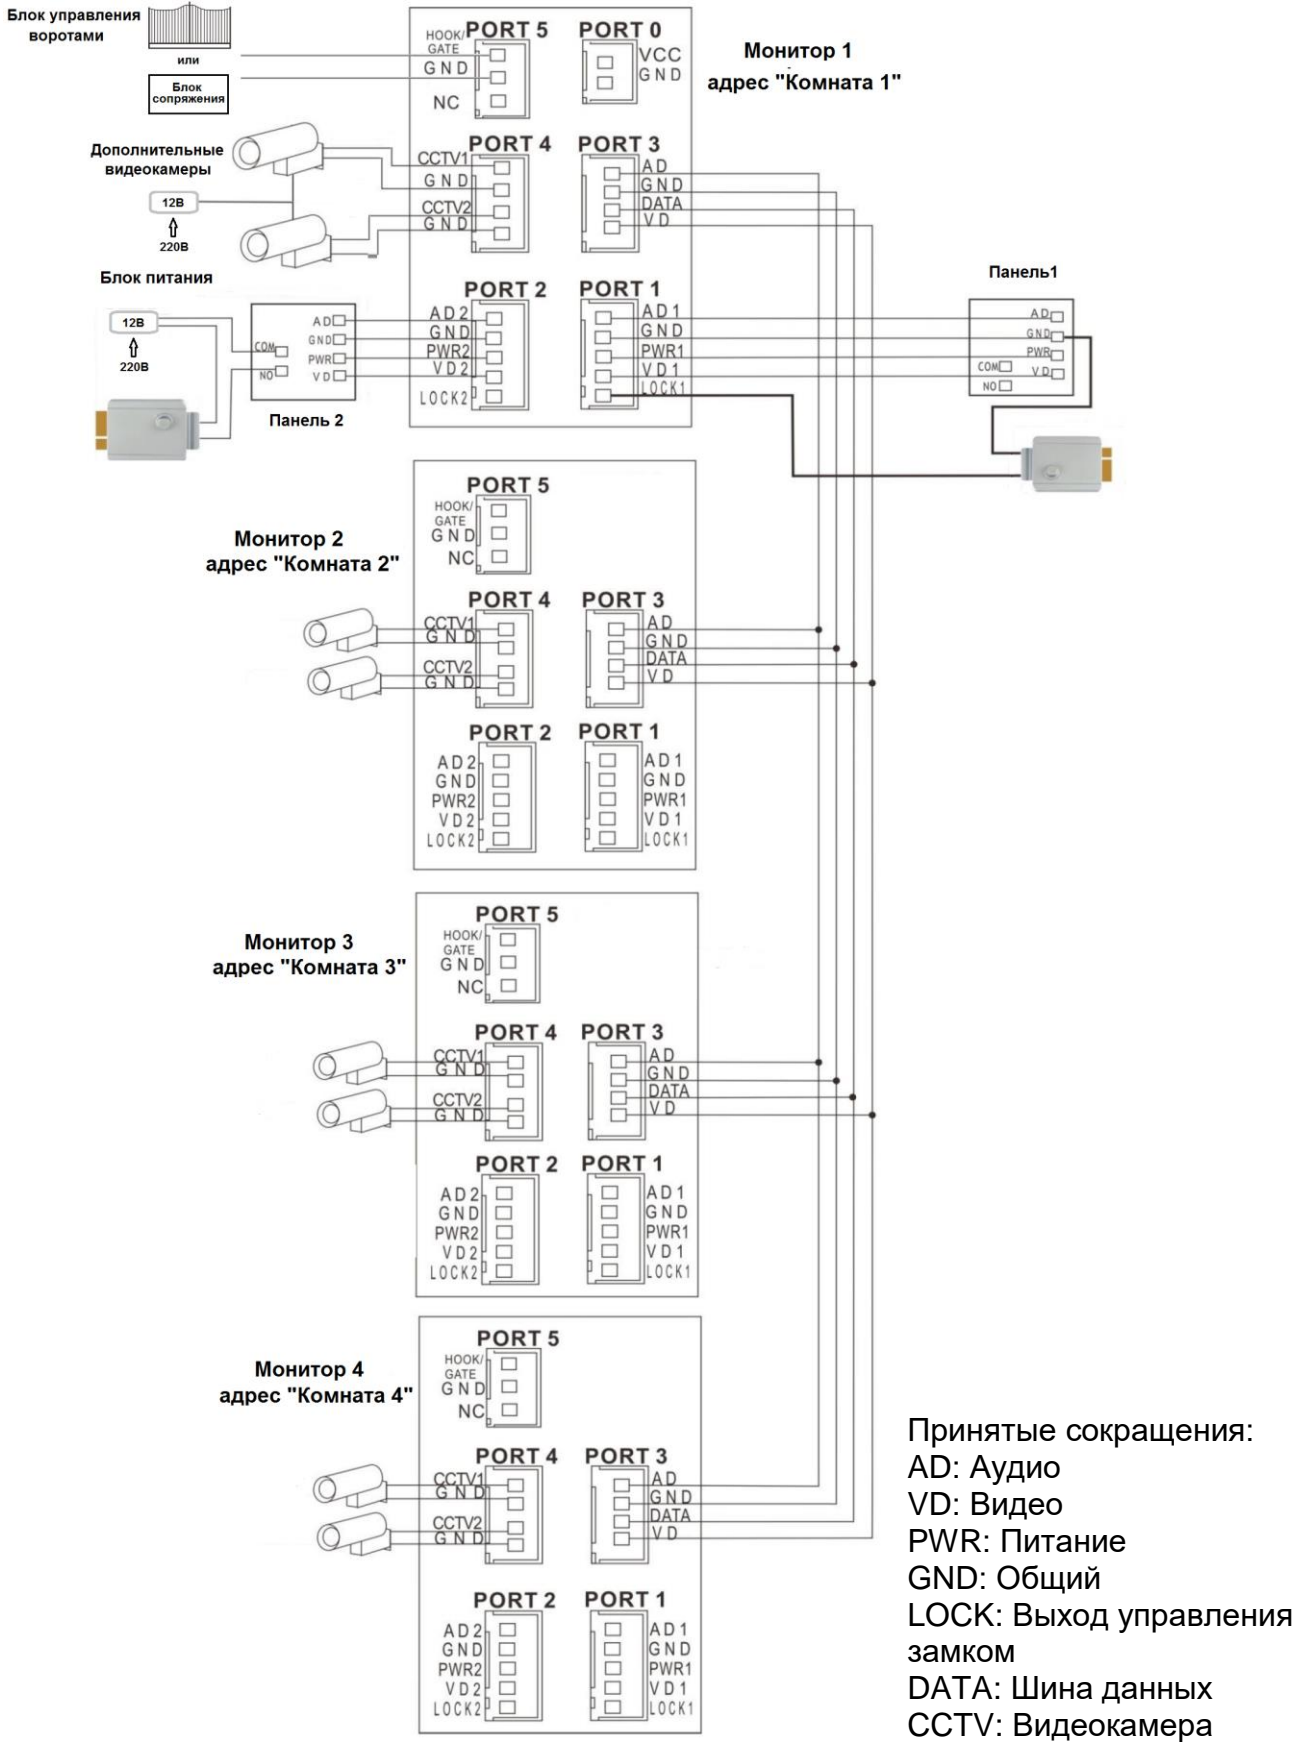 Блок управления
воротами
или
Блок
сопряжения
HOOK/
GATE
GND
NC
PORT 5
PORT 0
VCC
GND
Монитор 1
адрес "Комната 1"
Дополнительные
видеокамеры
12В
220В
PORT 4
CCTV1
GND
CCTV2
GND
PORT 3
AD
GND
DATA
VD
Блок питания
12В
220В
COM
NO
AD
GND
PWR
VD
Панель 2
PORT 2
AD2
GND
PWR2
VD2
LOCK2
PORT 1
AD1
GND
PWR1
VD1
LOCK1
Панель1
AD
GND
PWR
COM
VD
NO
Монитор 2
адрес "Комната 2"
PORT 5
HOOK/
GATE
GND
NC
PORT 4
CCTV1
GND
CCTV2
GND
PORT 3
AD
GND
DATA
VD
PORT 2
AD2
GND
PWR2
VD2
LOCK2
PORT 1
AD1
GND
PWR1
VD1
LOCK1
Монитор 3
адрес "Комната 3"
PORT 5
HOOK/
GATE
GND
NC
PORT 4
CCTV1
GND
CCTV2
GND
PORT 3
AD
GND
DATA
VD
PORT 2
AD2
GND
PWR2
VD2
LOCK2
PORT 1
AD1
GND
PWR1
VD1
LOCK1
Монитор 4
адрес "Комната 4"
PORT 5
HOOK/
GATE
GND
NC
PORT 4
CCTV1
GND
CCTV2
GND
PORT 3
AD
GND
DATA
VD
PORT 2
AD2
GND
PWR2
VD2
LOCK2
PORT 1
AD1
GND
PWR1
VD1
LOCK1
Принятые сокращения:
AD: Аудио
VD: Видео
PWR: Питание
GND: Общий
LOCK: Выход управления
замком
DATA: Шина данных
CCTV: Видеокамера